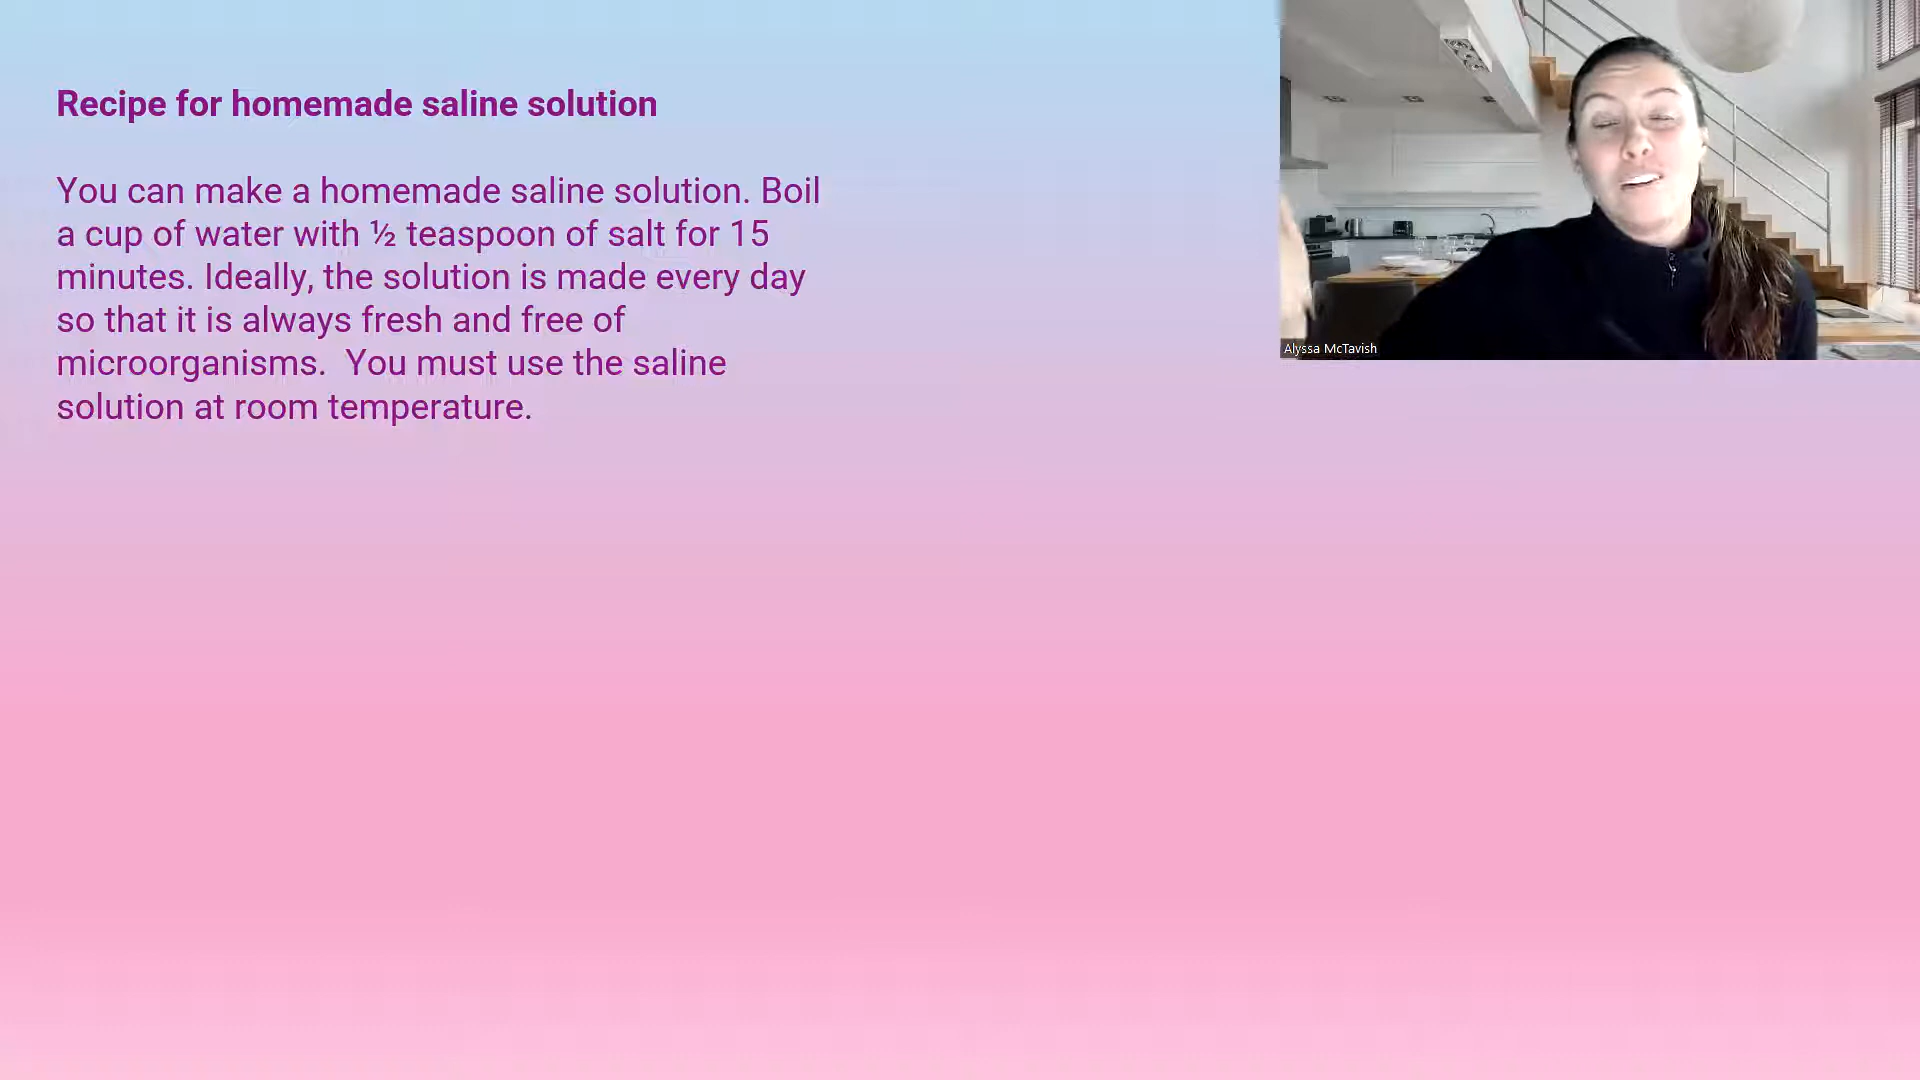 Recipe for homemade saline solution
You can make a homemade saline solution. Boil
a cup of water with ½ teaspoon of salt for 15
minutes. Ideally, the solution is made every day
so that it is always fresh and free of
microorganisms.  You must use the saline
solution at room temperature.
Alyssa McTavish